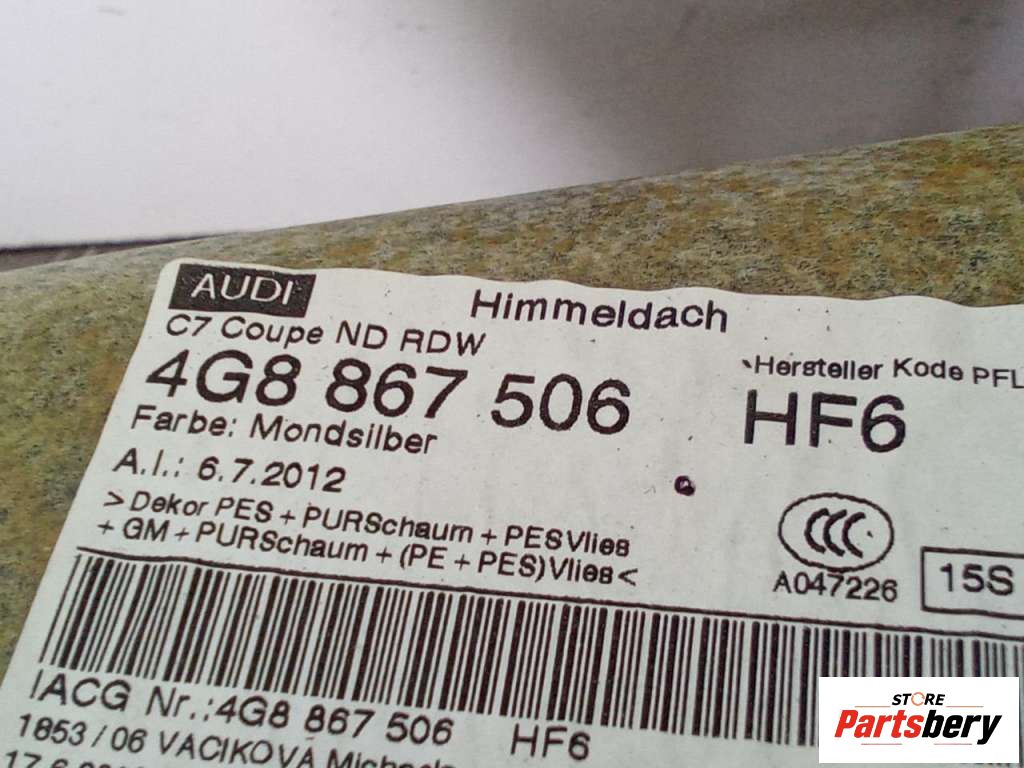 AUDI
Himmeldach
C7 Coupe ND RDW
Hersteller Kode PFL
4G8 867 506
HF6
Farbe: Mondsilber
A.I.: 6.7.2012
>Dekor PES + PURSchaum + PESVlies
+ GM + PURSchaum + (PE + PES)Vlies<
CCC
A047226
15S
IACG Nr.:4G8 867 506 HF6
1853 / 06 VACIKOVÁ
STORE
Partsbery